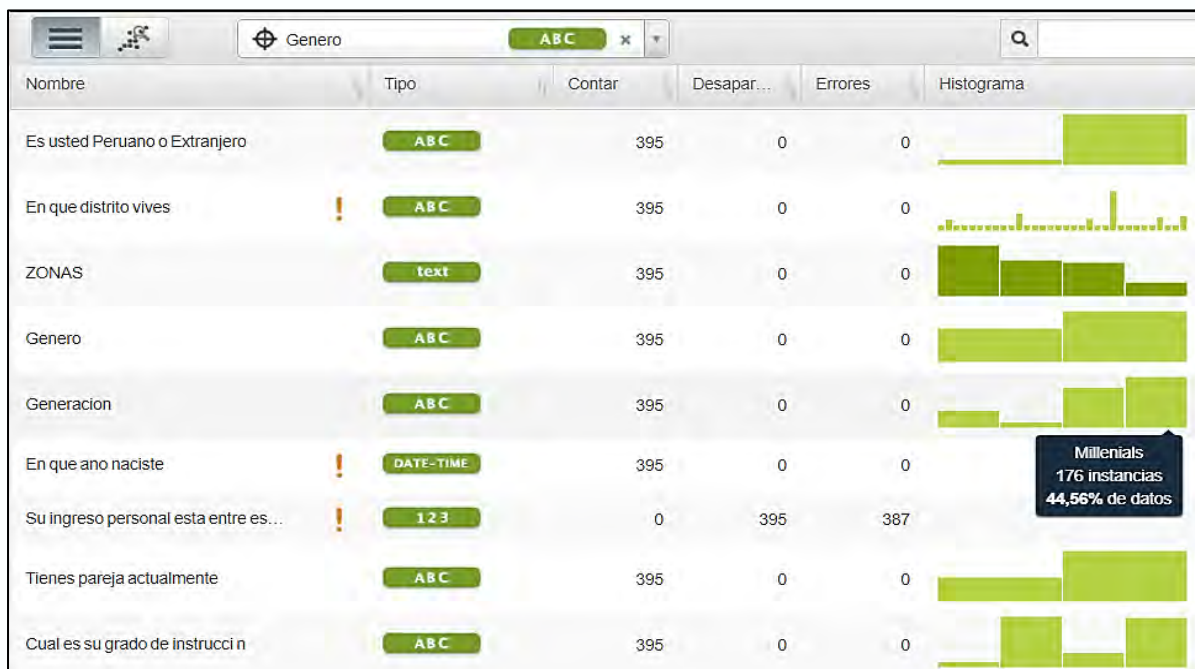 Genero ABC ×
Nombre Tipo Contar Desapar... Errores Histograma
Es usted Peruano o Extranjero ABC 395 0 0
En que distrito vives ! ABC 395 0 0
ZONAS text 395 0 0
Genero ABC 395 0 0
Generacion ABC 395 0 0
Millenials
176 instancias
44,56% de datos
En que ano naciste ! DATE-TIME 395 0 0
Su ingreso personal esta entre es... ! 123 0 395 387
Tienes pareja actualmente ABC 395 0 0
Cual es su grado de instrucci n ABC 395 0 0